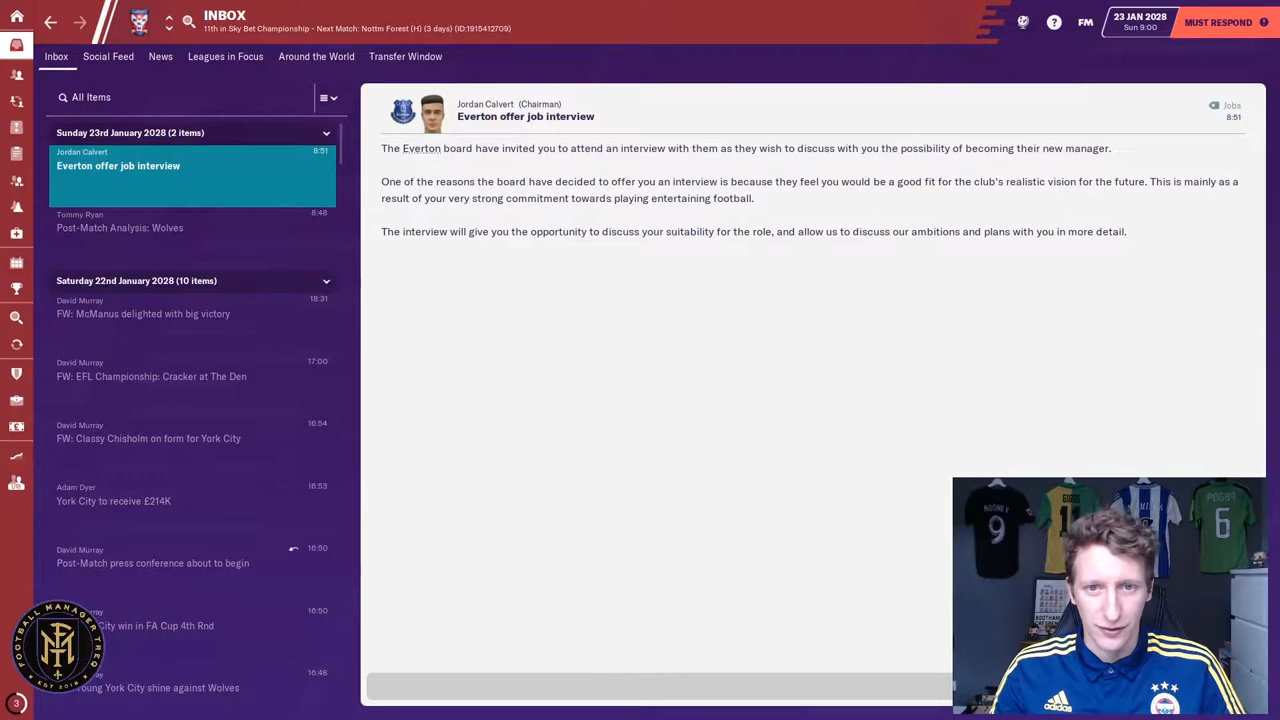 INBOX
11th in Sky Bet Championship - Next Match: Nottm Forest (H) (3 days) (ID:1915412709)
FM
23 JAN 2028
Sun 9:00
MUST RESPOND
Inbox
Social Feed
News
Leagues in Focus
Around the World
Transfer Window
All Items
Sunday 23rd January 2028 (2 items)
Jordan Calvert
8:51
Everton offer job interview
Tommy Ryan
8:48
Post-Match Analysis: Wolves
Saturday 22nd January 2028 (10 items)
David Murray
18:31
FW: McManus delighted with big victory
David Murray
17:00
FW: EFL Championship: Cracker at The Den
David Murray
16:54
FW: Classy Chisholm on form for York City
Adam Dyer
16:53
York City to receive £214K
David Murray
16:50
Post-Match press conference about to begin
16:50
City win in FA Cup 4th Rnd
16:48
York City shine against Wolves
Jordan Calvert (Chairman)
Everton offer job interview
Jobs
8:51
The Everton board have invited you to attend an interview with them as they wish to discuss with you the possibility of becoming their new manager.
One of the reasons the board have decided to offer you an interview is because they feel you would be a good fit for the club's realistic vision for the future. This is mainly as a
result of your very strong commitment towards playing entertaining football.
The interview will give you the opportunity to discuss your suitability for the role, and allow us to discuss our ambitions and plans with you in more detail.
FOOTBALL MANAGER TREQ
EST 2014
3
U18
ROONEY
9
POGBA
6
adidas